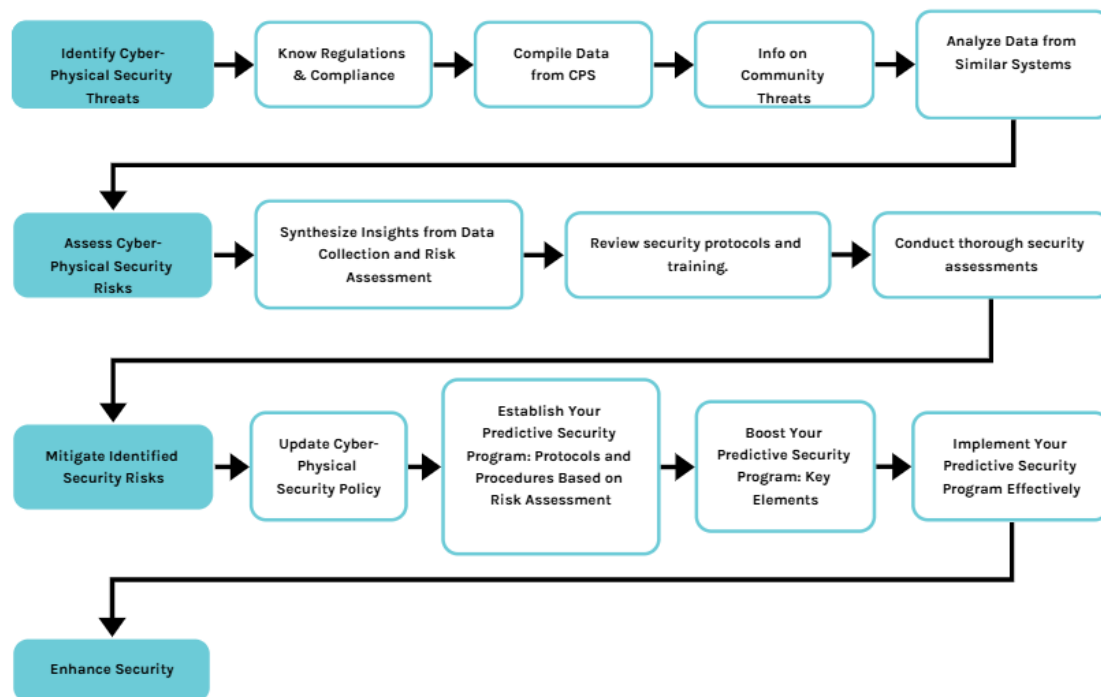 Identify Cyber-
Physical Security
Threats
Know Regulations
& Compliance
Compile Data
from CPS
Info on
Community
Threats
Analyze Data from
Similar Systems
Assess Cyber-
Physical Security
Risks
Synthesize Insights from Data
Collection and Risk
Assessment
Review security protocols and
training.
Conduct thorough security
assessments
Mitigate Identified
Security Risks
Update Cyber-
Physical
Security Policy
Establish Your
Predictive Security
Program: Protocols and
Procedures Based on
Risk Assessment
Boost Your
Predictive Security
Program: Key
Elements
Implement Your
Predictive Security
Program Effectively
Enhance Security